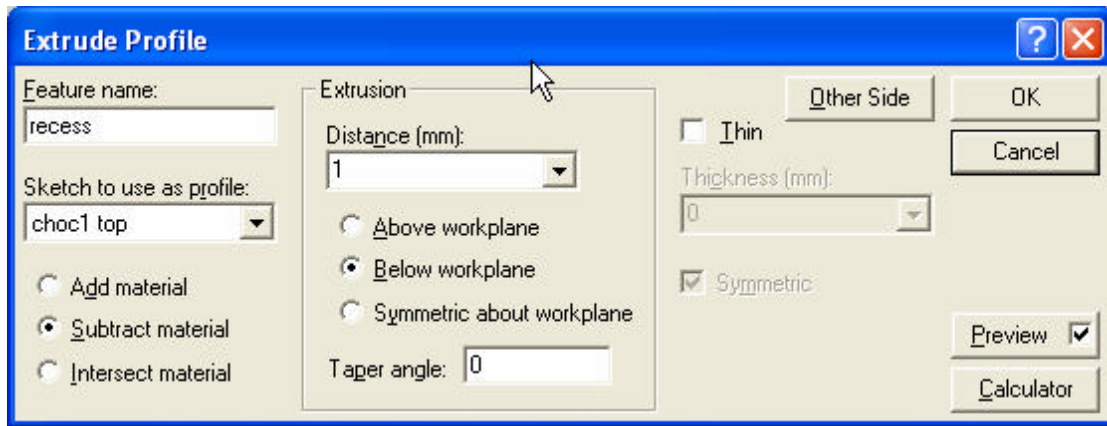 Extrude Profile
Feature name:
recess
Sketch to use as profile:
choc1 top
Add material
Subtract material
Intersect material
Extrusion
Distance (mm):
1
Above workplane
Below workplane
Symmetric about workplane
Taper angle: 0
Other Side
Thin
Thickness (mm):
0
Symmetric
OK
Cancel
Preview
Calculator